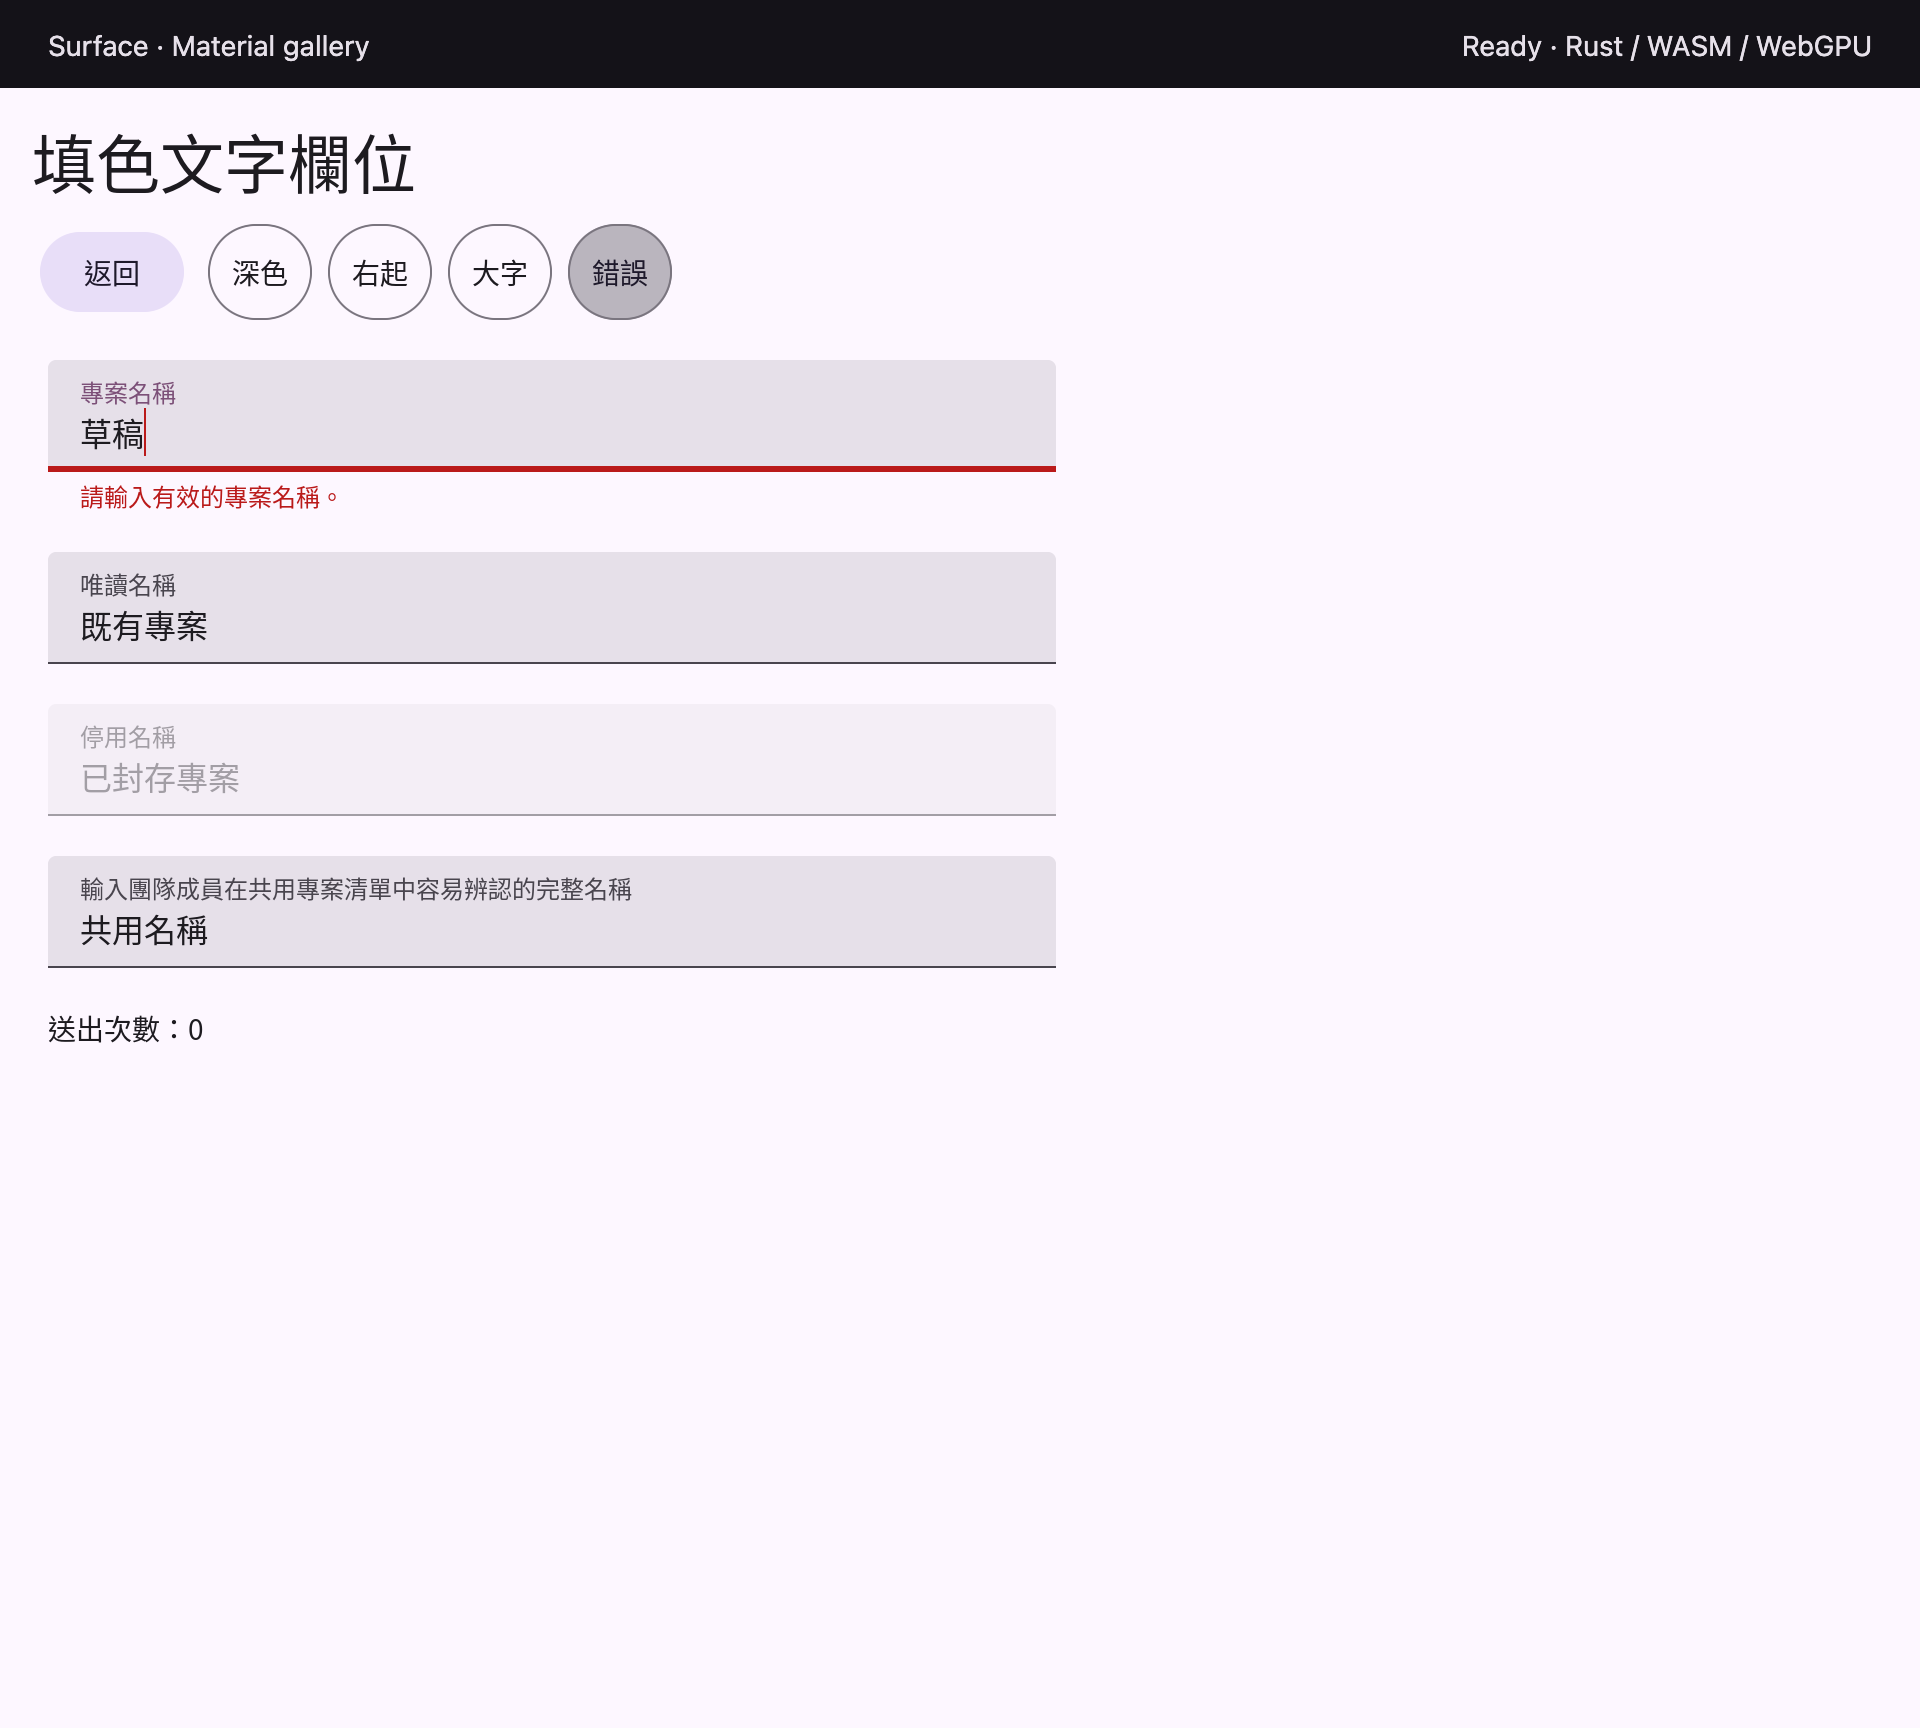 Surface · Material gallery
Ready · Rust / WASM / WebGPU
填色文字欄位
返回 深色 右起 大字 錯誤
專案名稱
草稿
請輸入有效的專案名稱。
唯讀名稱
既有專案
停用名稱
已封存專案
輸入團隊成員在共用專案清單中容易辨認的完整名稱
共用名稱
送出次數：0